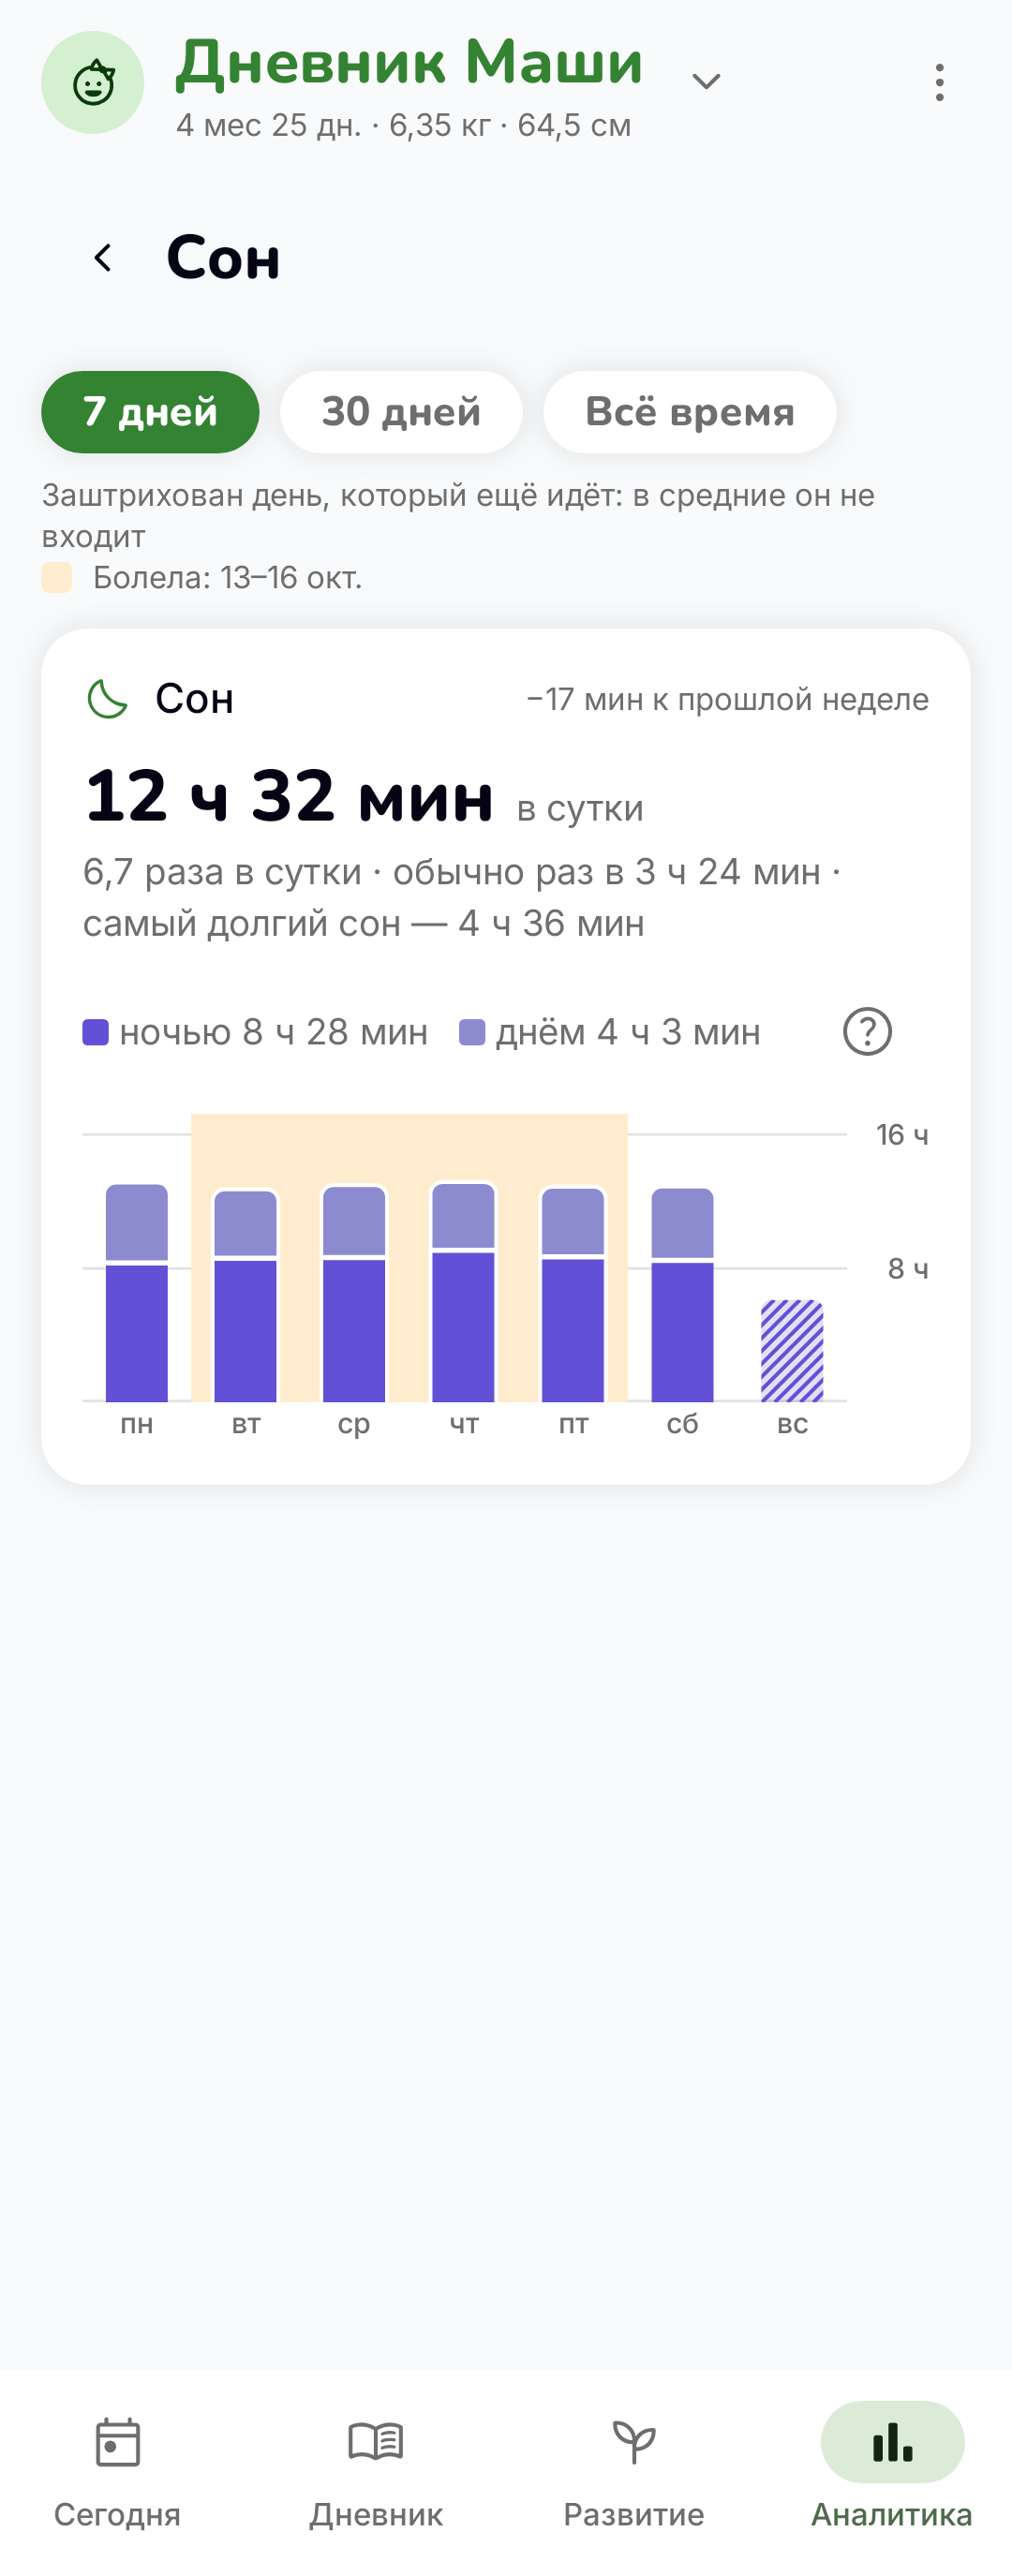 Дневник Маши
4 мес 25 дн. · 6,35 кг · 64,5 см
Сон
7 дней
30 дней
Всё время
Заштрихован день, который ещё идёт: в средние он не
входит
Болела: 13–16 окт.
Сон
−17 мин к прошлой неделе
12 ч 32 мин в сутки
6,7 раза в сутки · обычно раз в 3 ч 24 мин ·
самый долгий сон — 4 ч 36 мин
ночью 8 ч 28 мин
днём 4 ч 3 мин
?
16 ч
8 ч
пн вт ср чт пт сб вс
Сегодня
Дневник
Развитие
Аналитика